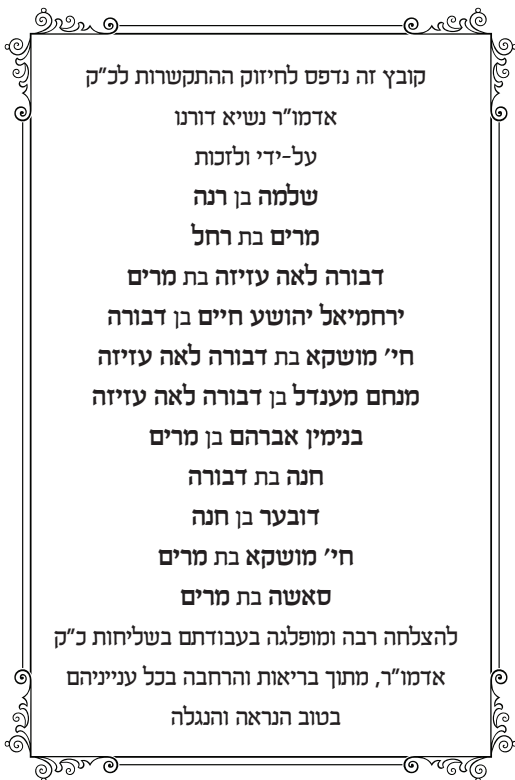 קובץ זה נדפס לחיזוק ההתקשרות לכ"ק
אדמו"ר נשיא דורנו
על-ידי ולזכות
שלמה בן רנה
מרים בת רחל
דבורה לאה עזיזה בת מרים
ירחמיאל יהושע חיים בן דבורה
חי' מושקא בת דבורה לאה עזיזה
מנחם מענדל בן דבורה לאה עזיזה
בנימין אברהם בן מרים
חנה בת דבורה
דובער בן חנה
חי' מושקא בת מרים
סאשה בת מרים
להצלחה רבה ומופלגה בעבודתם בשליחות כ"ק
אדמו"ר, מתוך בריאות והרחבה בכל ענייניהם
בטוב הנראה והנגלה